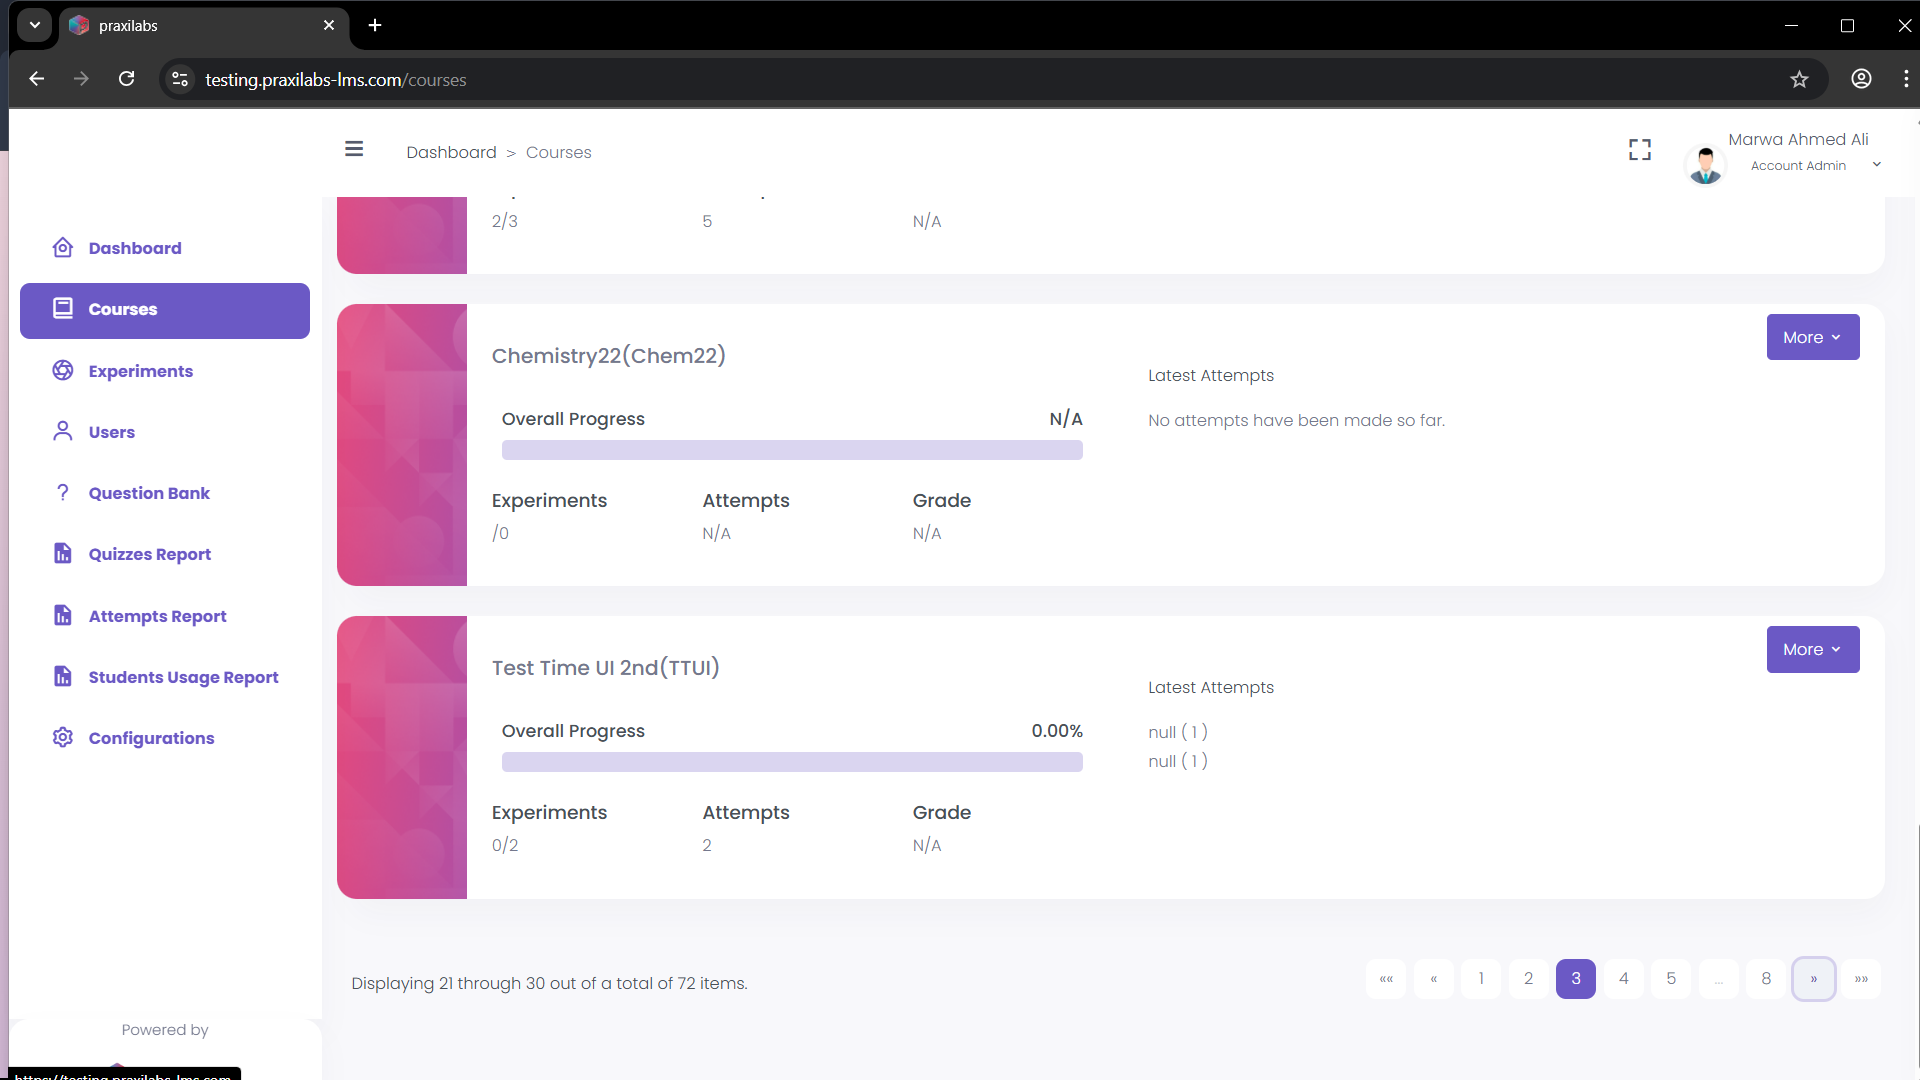 praxilabs
testing.praxilabs-lms.com/courses
Dashboard > Courses
Marwa Ahmed Ali
Account Admin
Dashboard
Courses
Experiments
Users
Question Bank
Quizzes Report
Attempts Report
Students Usage Report
Configurations
Powered by
2/3 5 N/A
Chemistry22(Chem22)
More
Latest Attempts
Overall Progress N/A
No attempts have been made so far.
Experiments Attempts Grade
/0 N/A N/A
Test Time UI 2nd(TTUI)
More
Latest Attempts
Overall Progress 0.00%
null ( 1 )
null ( 1 )
Experiments Attempts Grade
0/2 2 N/A
Displaying 21 through 30 out of a total of 72 items.
«« « 1 2 3 4 5 ... 8 » »»
https://testing.praxilabs-lms.com